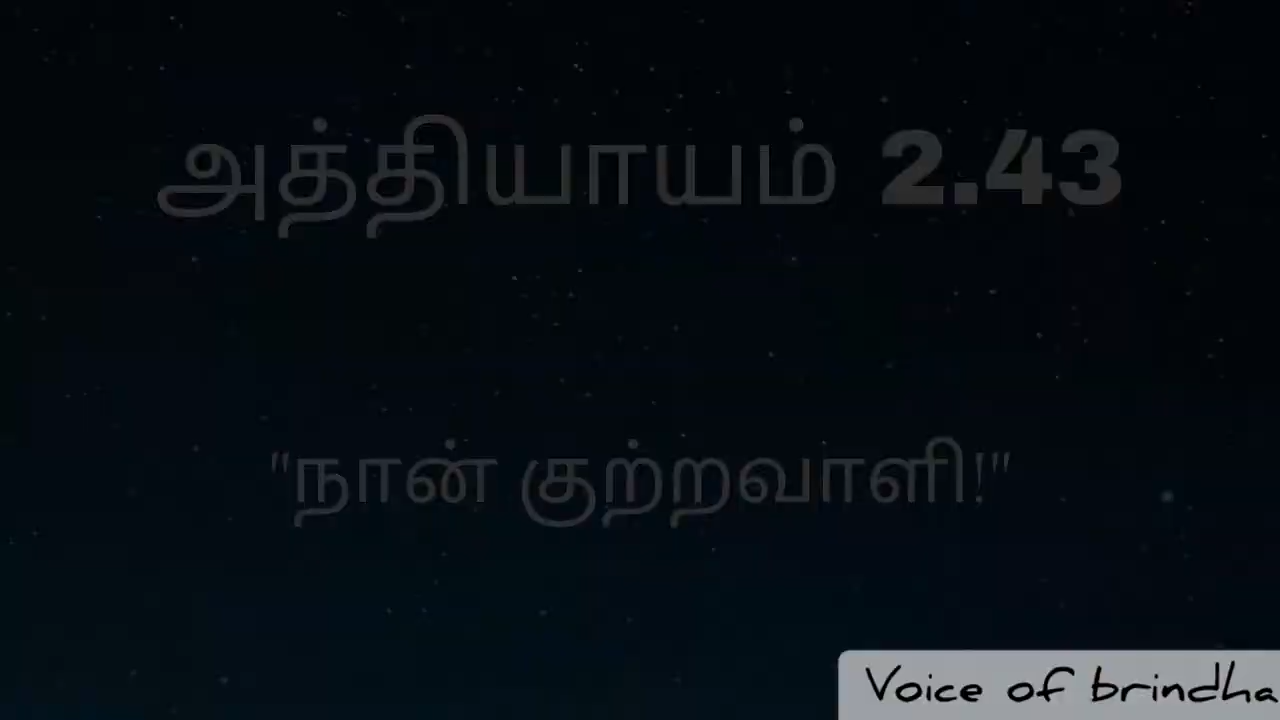 அத்தியாயம் 2.43
"நான் குற்றவாளி!"
Voice of brindha